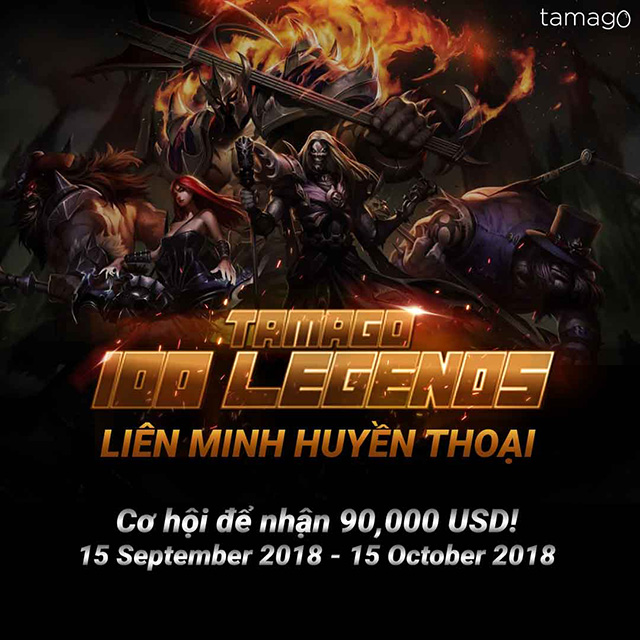 tamago
TAMAGO
100 LEGENDS
LIÊN MINH HUYỀN THOẠI
Cơ hội để nhận 90,000 USD!
15 September 2018 - 15 October 2018